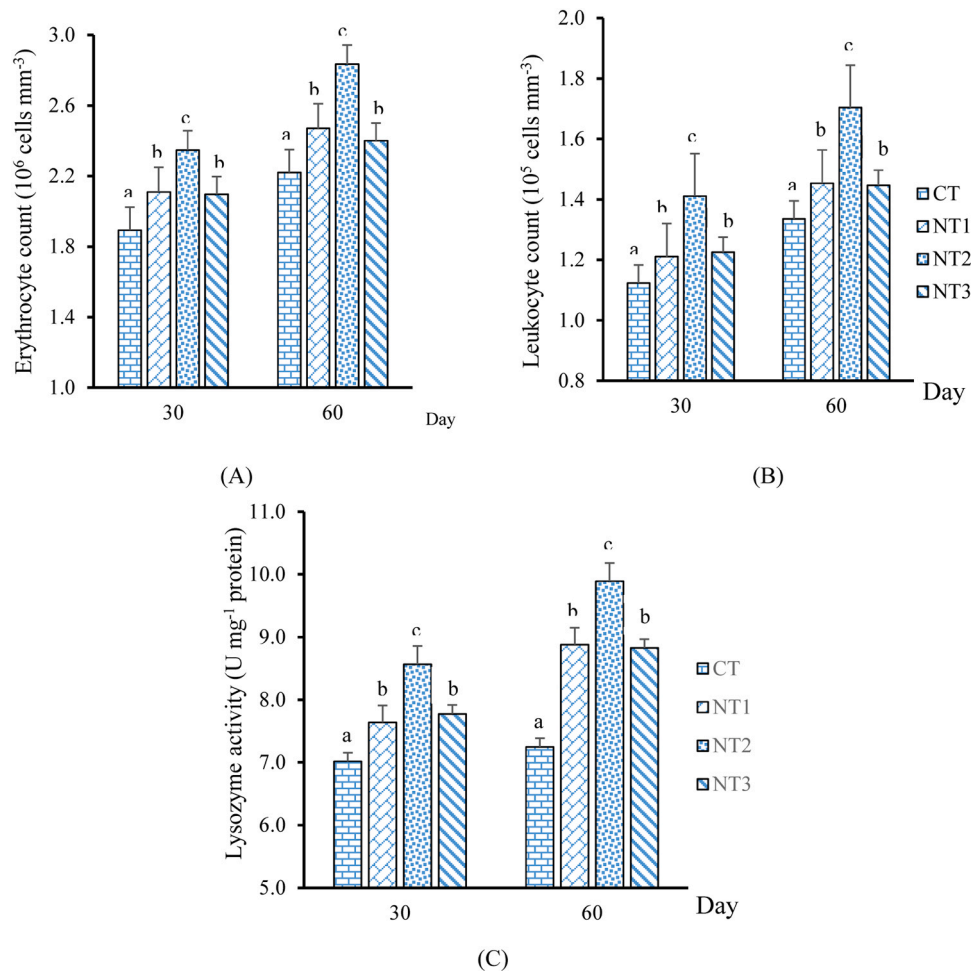 Erythrocyte count (10⁶ cells mm⁻³)
3.0
2.6
2.2
1.8
1.4
1.0
a
b
c
b
a
b
c
b
30
60
Day
(A)
Leukocyte count (10⁵ cells mm⁻³)
2.0
1.8
1.6
1.4
1.2
1.0
0.8
a
b
c
b
a
b
c
b
30
60
Day
CT
NT1
NT2
NT3
(B)
Lysozyme activity (U mg⁻¹ protein)
11.0
10.0
9.0
8.0
7.0
6.0
5.0
a
b
c
b
a
b
c
b
30
60
Day
CT
NT1
NT2
NT3
(C)